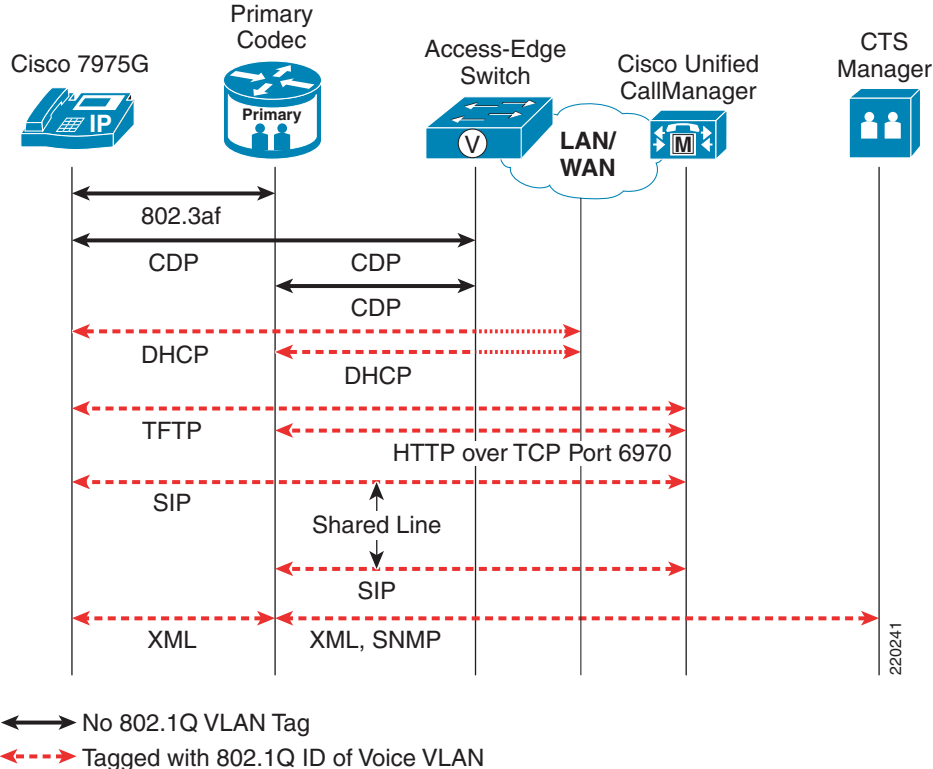 Cisco 7975G
Primary
Codec
Access-Edge
Switch
Cisco Unified
CallManager
CTS
Manager
IP
Primary
V
LAN/
WAN
M
802.3af
CDP
CDP
CDP
DHCP
DHCP
TFTP
HTTP over TCP Port 6970
SIP
Shared Line
SIP
XML
XML, SNMP
220241
No 802.1Q VLAN Tag
Tagged with 802.1Q ID of Voice VLAN